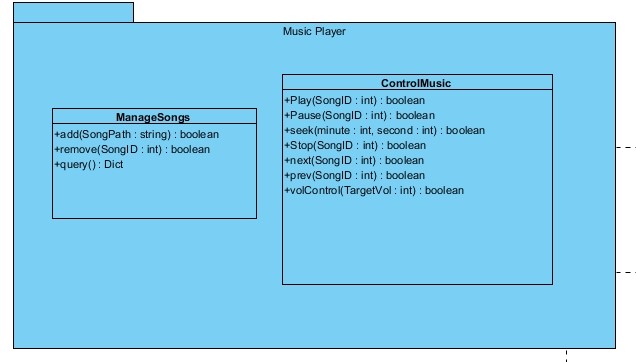 Music Player
ManageSongs
+add(SongPath : string) : boolean
+remove(SongID : int) : boolean
+query() : Dict
ControlMusic
+Play(SongID : int) : boolean
+Pause(SongID : int) : boolean
+seek(minute : int, second : int) : boolean
+Stop(SongID : int) : boolean
+next(SongID : int) : boolean
+prev(SongID : int) : boolean
+volControl(TargetVol : int) : boolean